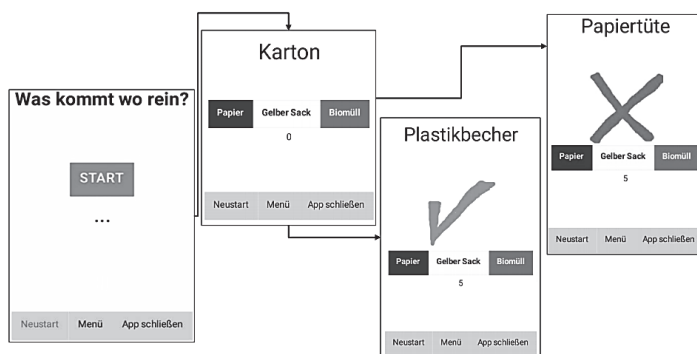 Was kommt wo rein?
START
...
Neustart Menü App schließen
Karton
Papier Gelber Sack Biomüll
0
Neustart Menü App schließen
Plastikbecher
Papier Gelber Sack Biomüll
5
Neustart Menü App schließen
Papiertüte
Papier Gelber Sack Biomüll
5
Neustart Menü App schließen